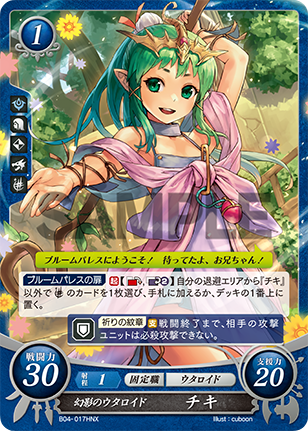 1
SAMPLE
ブルームパレスにようこそ！ 待ってたよ、お兄ちゃん！
ブルームパレスの扉 起 【 2】自分の退避エリアから『チキ』
以外で のカードを1枚選び、手札に加えるか、デッキの1番上に
置く。
祈りの紋章 防 戦闘終了まで、相手の攻撃
ユニットは必殺攻撃できない。
戦闘力
30
射程 1 固定職 ウタロイド
支援力
20
幻影のウタロイド チキ
B04-017HNX Illust：cuboon